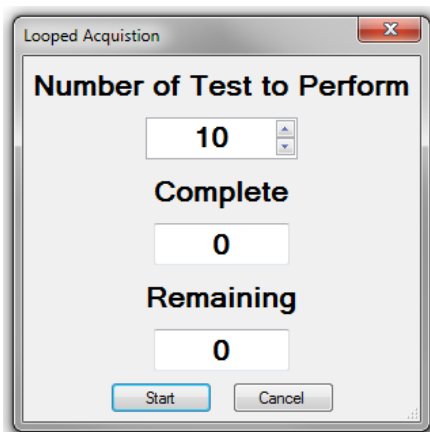 Looped Acquistion
Number of Test to Perform
10
Complete
0
Remaining
0
Start Cancel